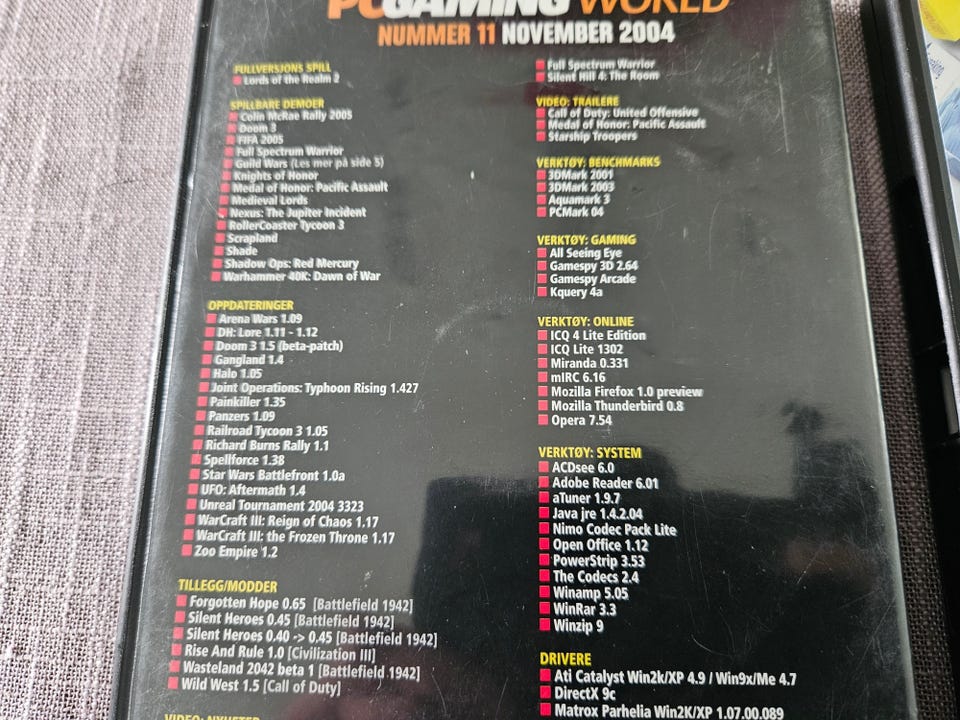 PC GAMING WORLD
NUMMER 11 NOVEMBER 2004
FULLVERSJONS SPILL
Lords of the Realm 2
SPILLBARE DEMOER
Colin McRae Rally 2005
Doom 3
FIFA 2005
Full Spectrum Warrior
Guild Wars (Les mer på side 5)
Knights of Honor
Medal of Honor: Pacific Assault
Medieval Lords
Nexus: The Jupiter Incident
RollerCoaster Tycoon 3
Scrapland
Shade
Shadow Ops: Red Mercury
Warhammer 40K: Dawn of War
OPPDATERINGER
Arena Wars 1.09
DH: Lore 1.11 - 1.12
Doom 3 1.5 (beta-patch)
Gangland 1.4
Halo 1.05
Joint Operations: Typhoon Rising 1.427
Painkiller 1.35
Panzers 1.09
Railroad Tycoon 3 1.05
Richard Burns Rally 1.1
Spellforce 1.38
Star Wars Battlefront 1.0a
UFO: Aftermath 1.4
Unreal Tournament 2004 3323
WarCraft III: Reign of Chaos 1.17
WarCraft III: the Frozen Throne 1.17
Zoo Empire 1.2
TILLEGG/MODDER
Forgotten Hope 0.65 [Battlefield 1942]
Silent Heroes 0.45 [Battlefield 1942]
Silent Heroes 0.40 -> 0.45 [Battlefield 1942]
Rise And Rule 1.0 [Civilization III]
Wasteland 2042 beta 1 [Battlefield 1942]
Wild West 1.5 [Call of Duty]
VIDEO: NYHETER
Full Spectrum Warrior
Silent Hill 4: The Room
VIDEO: TRAILERE
Call of Duty: United Offensive
Medal of Honor: Pacific Assault
Starship Troopers
VERKTØY: BENCHMARKS
3DMark 2001
3DMark 2003
Aquamark 3
PCMark 04
VERKTØY: GAMING
All Seeing Eye
Gamespy 3D 2.64
Gamespy Arcade
Kquery 4a
VERKTØY: ONLINE
ICQ 4 Lite Edition
ICQ Lite 1302
Miranda 0.331
mIRC 6.16
Mozilla Firefox 1.0 preview
Mozilla Thunderbird 0.8
Opera 7.54
VERKTØY: SYSTEM
ACDsee 6.0
Adobe Reader 6.01
aTuner 1.9.7
Java jre 1.4.2.04
Nimo Codec Pack Lite
Open Office 1.12
PowerStrip 3.53
The Codecs 2.4
Winamp 5.05
WinRar 3.3
Winzip 9
DRIVERE
Ati Catalyst Win2k/XP 4.9 / Win9x/Me 4.7
DirectX 9c
Matrox Parhelia Win2K/XP 1.07.00.089